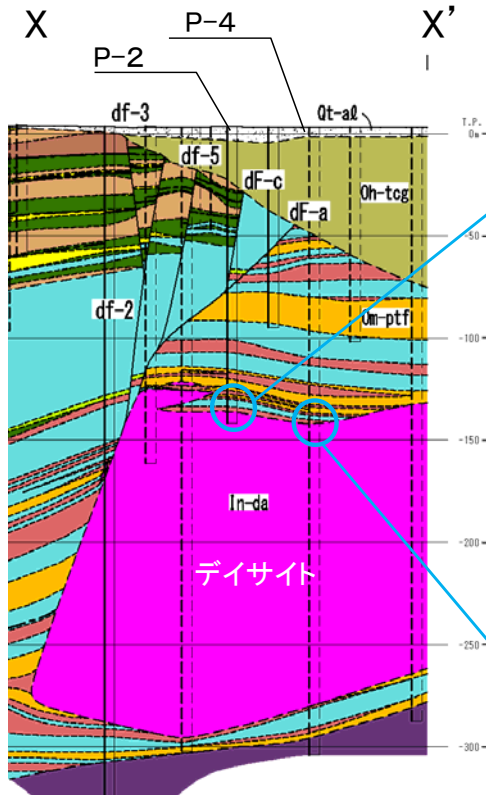 X
X’
P-4
P-2
df-3
Qt-al
T.P.
0m
df-5
dF-c
Oh-tcg
dF-a
-50
df-2
Om-ptf
-100
-150
In-da
-200
デイサイト
-250
-300